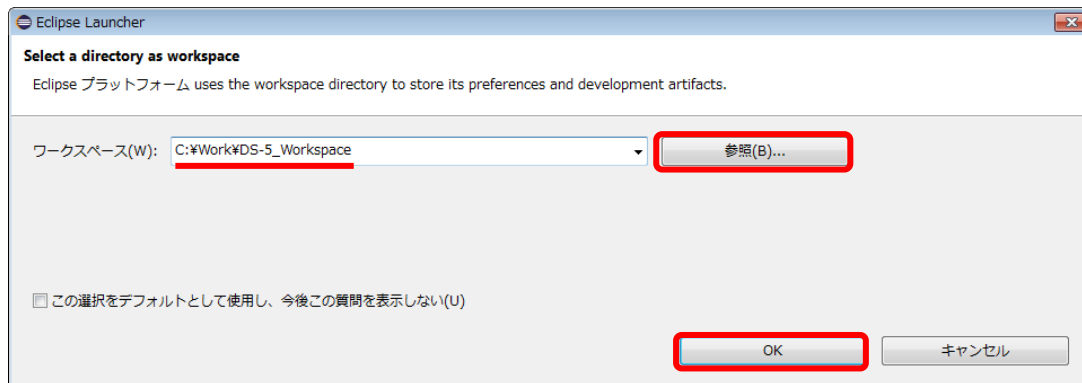 Eclipse Launcher
Select a directory as workspace
Eclipse プラットフォーム uses the workspace directory to store its preferences and development artifacts.
ワークスペース(W): C:¥Work¥DS-5_Workspace 参照(B)...
この選択をデフォルトとして使用し、今後この質問を表示しない(U)
OK キャンセル